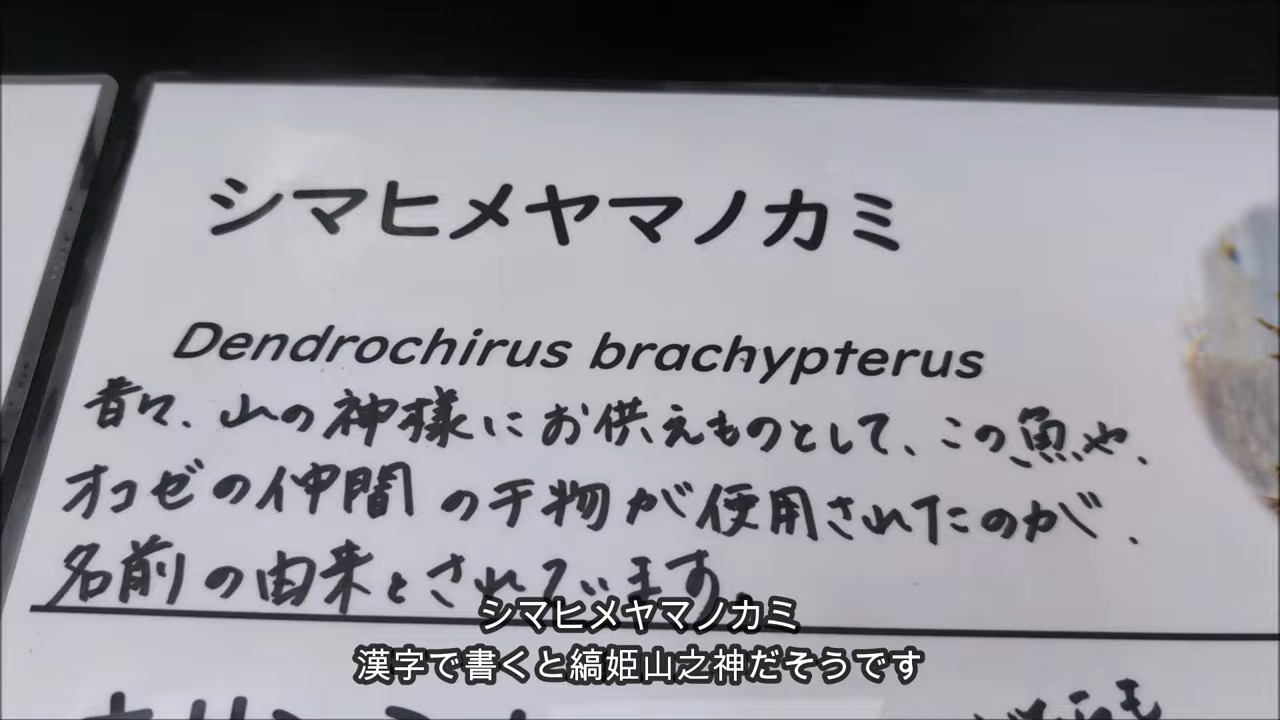 シマヒメヤマノカミ
Dendrochirus brachypterus
昔々、山の神様にお供えものとして、この魚や、
オコゼの仲間の干物が使用されたのが、
名前の由来とされています。
シマヒメヤマノカミ
漢字で書くと縞姫山之神だそうです